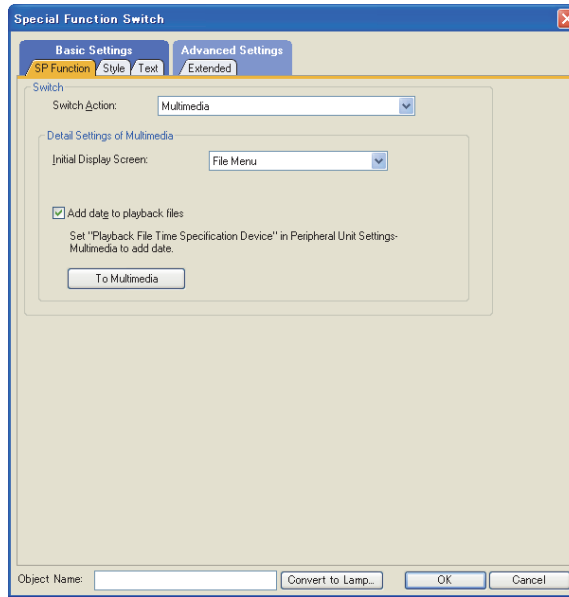 Special Function Switch
Basic Settings
Advanced Settings
SP Function
Style
Text
Extended
Switch
Switch Action:
Multimedia
Detail Settings of Multimedia
Initial Display Screen:
File Menu
Add date to playback files
Set "Playback File Time Specification Device" in Peripheral Unit Settings-
Multimedia to add date.
To Multimedia
Object Name:
Convert to Lamp...
OK
Cancel